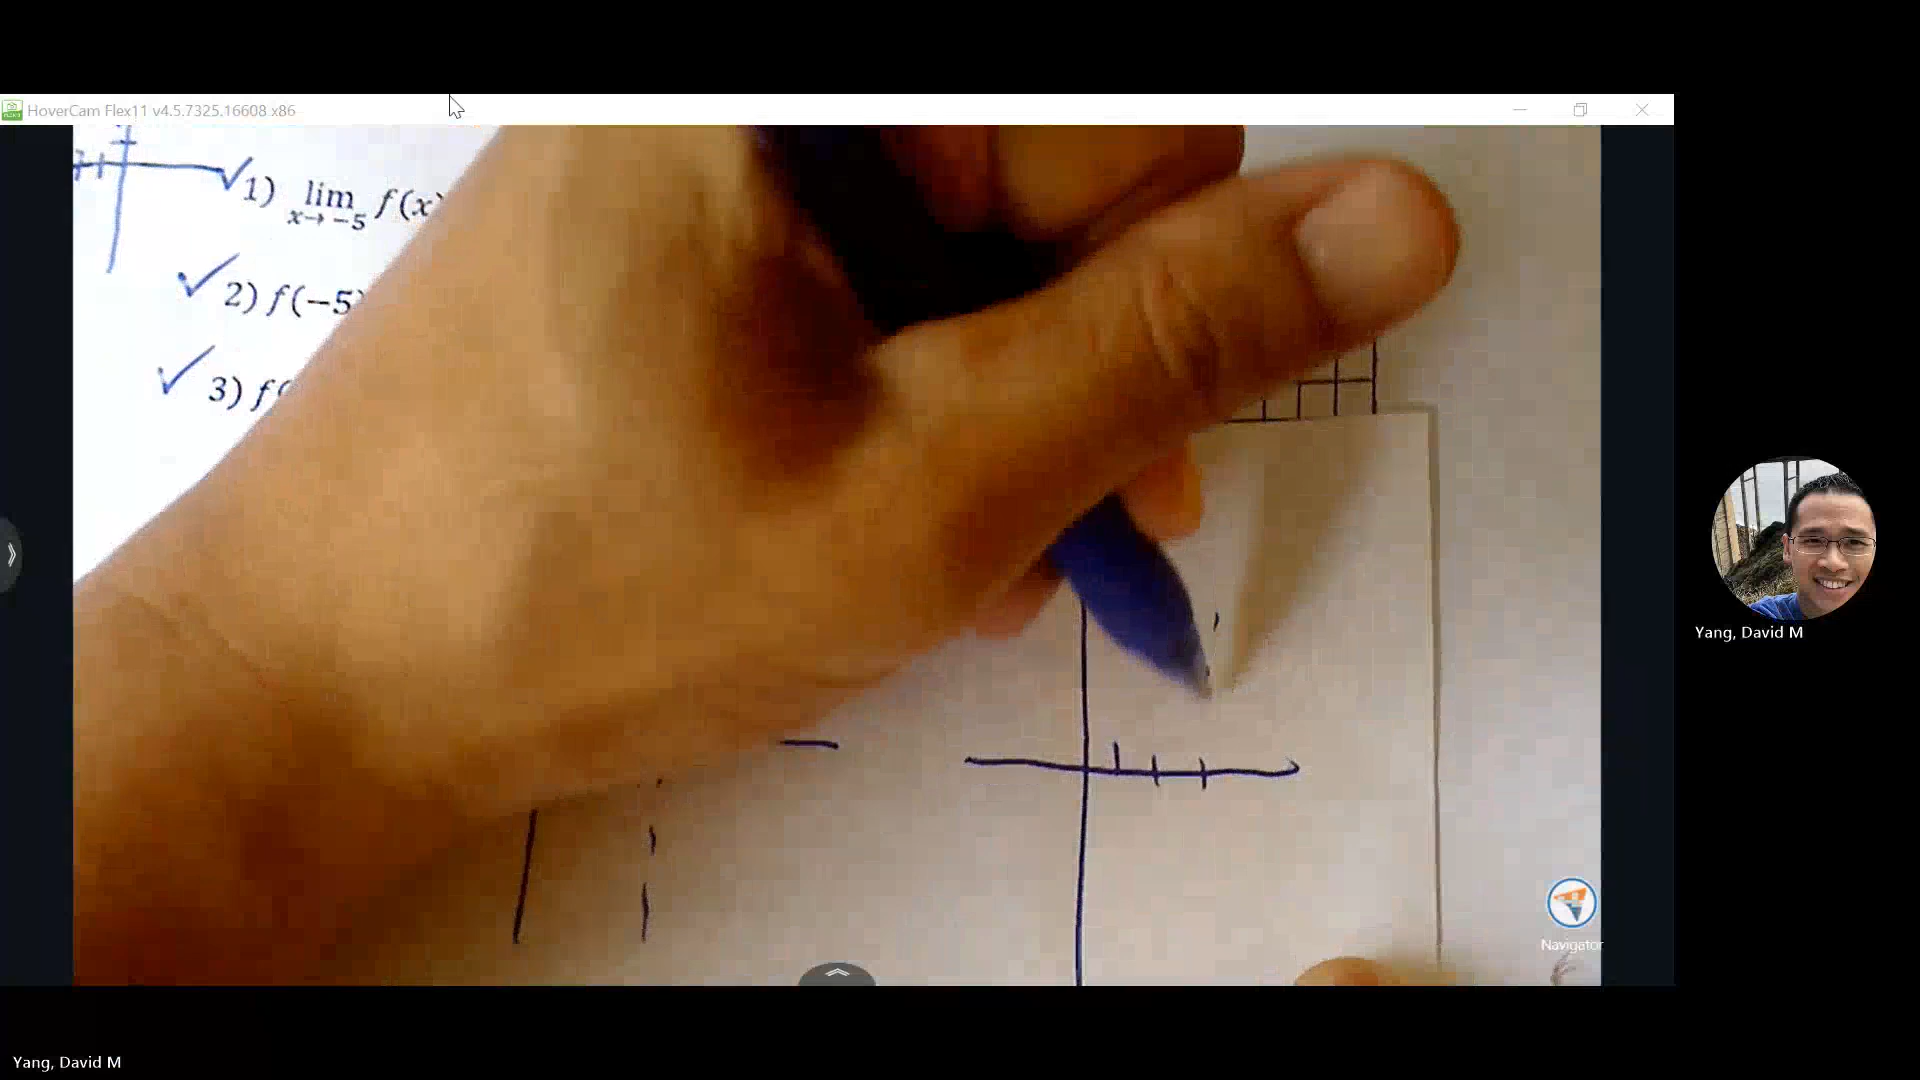 HoverCam Flex11 v4.5.7325.16608 x86
1) lim f(x)
x→−5
2) f(−5)
3) f(
Yang, David M
Navigator
Yang, David M